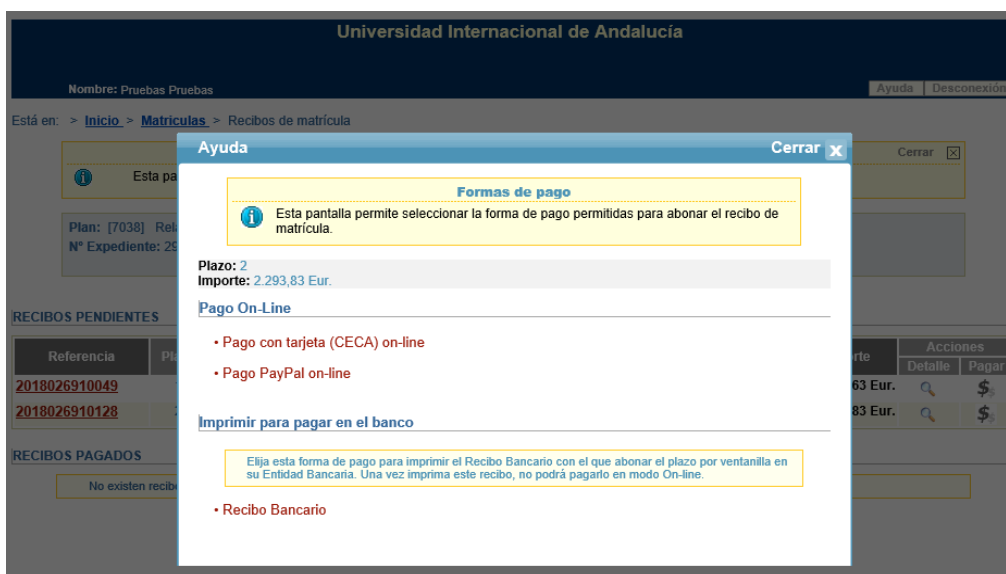 Universidad Internacional de Andalucía
Nombre: Pruebas Pruebas
Ayuda Desconexión
Está en: > Inicio > Matriculas > Recibos de matrícula
Cerrar
Esta pa
Plan: [7038] Rel
Nº Expediente: 29
RECIBOS PENDIENTES
Referencia
Acciones
rte
Detalle Pagar
2018026910049
63 Eur.
2018026910128
83 Eur.
RECIBOS PAGADOS
No existen recib
Ayuda Cerrar x
Formas de pago
Esta pantalla permite seleccionar la forma de pago permitidas para abonar el recibo de
matrícula.
Plazo: 2
Importe: 2.293,83 Eur.
Pago On-Line
• Pago con tarjeta (CECA) on-line
• Pago PayPal on-line
Imprimir para pagar en el banco
Elija esta forma de pago para imprimir el Recibo Bancario con el que abonar el plazo por ventanilla en
su Entidad Bancaria. Una vez imprima este recibo, no podrá pagarlo en modo On-line.
• Recibo Bancario